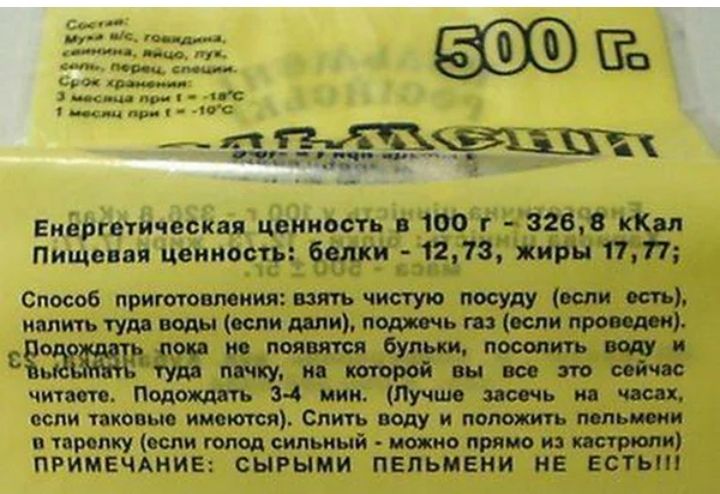 Состав:
Мука в/с, говядина,
свинина, яйцо, лук,
соль, перец, специи.
Срок хранения:
3 месяца при t = -18°С
1 месяц при t = -10°С
500 г.
Энергетическая ценность в 100 г - 326,8 кКал
Пищевая ценность: белки - 12,73, жиры 17,77;
Способ приготовления: взять чистую посуду (если есть),
налить туда воды (если дали), поджечь газ (если проведен).
Подождать пока не появятся бульки, посолить воду и
высыпать туда пачку, на которой вы все это сейчас
читаете. Подождать 3-4 мин. (Лучше засечь на часах,
если таковые имеются). Слить воду и положить пельмени
в тарелку (если голод сильный - можно прямо из кастрюли)
ПРИМЕЧАНИЕ: СЫРЫМИ ПЕЛЬМЕНИ НЕ ЕСТЬ!!!